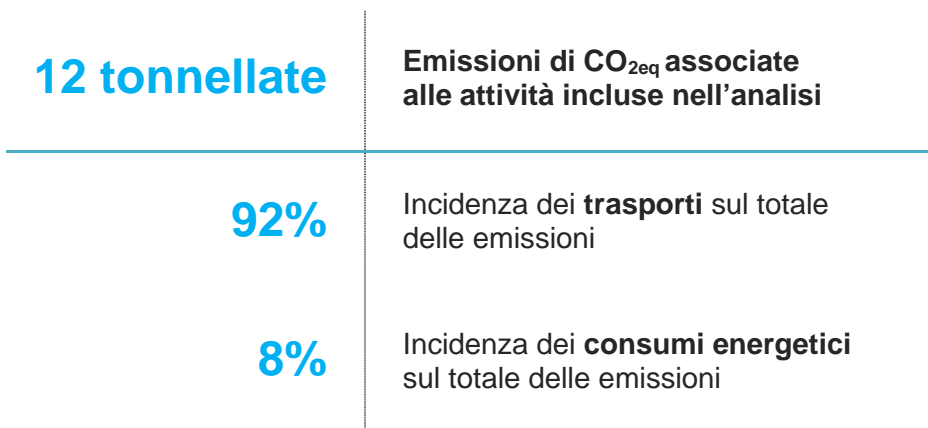 12 tonnellate
Emissioni di CO2eq associate
alle attività incluse nell’analisi
92%
Incidenza dei trasporti sul totale
delle emissioni
8%
Incidenza dei consumi energetici
sul totale delle emissioni